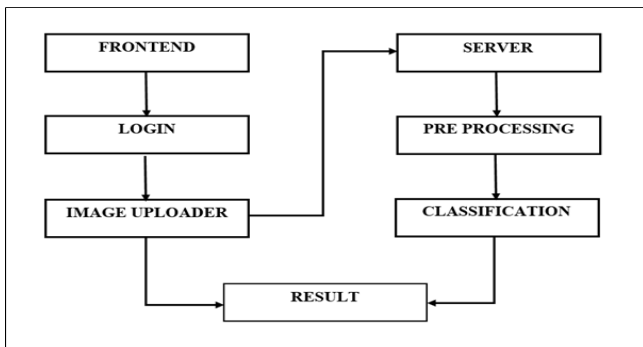 FRONTEND
LOGIN
IMAGE UPLOADER
SERVER
PRE PROCESSING
CLASSIFICATION
RESULT